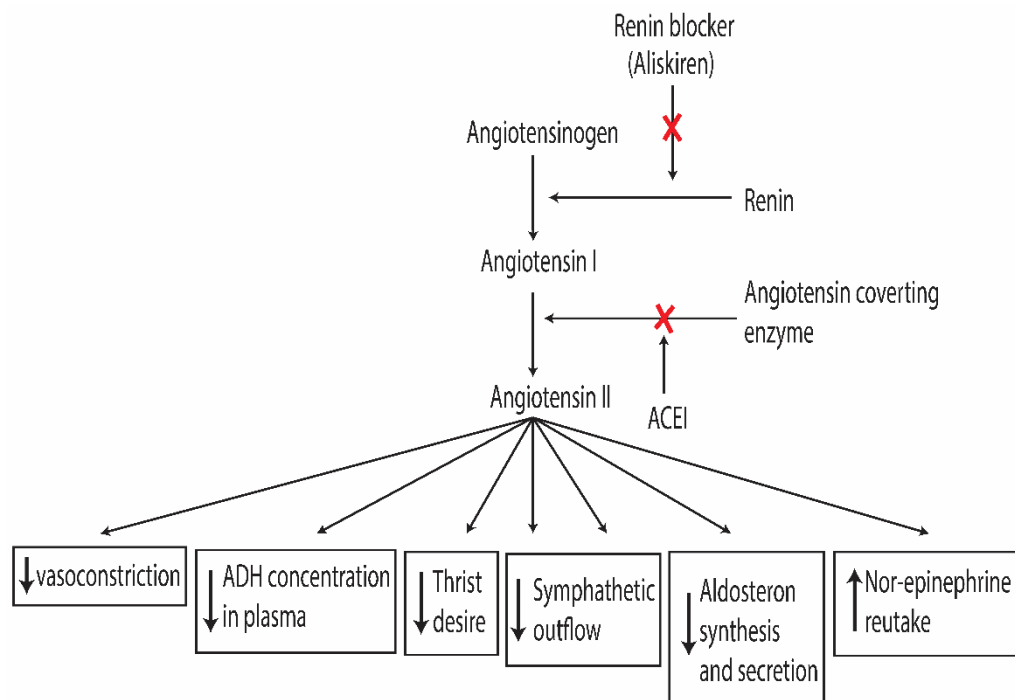 Renin blocker
(Aliskiren)
Angiotensinogen
Renin
Angiotensin I
Angiotensin coverting
enzyme
Angiotensin II
ACEI
vasoconstriction
ADH concentration
in plasma
Thrist
desire
Symphathetic
outflow
Aldosteron
synthesis
and secretion
Nor-epinephrine
reutake